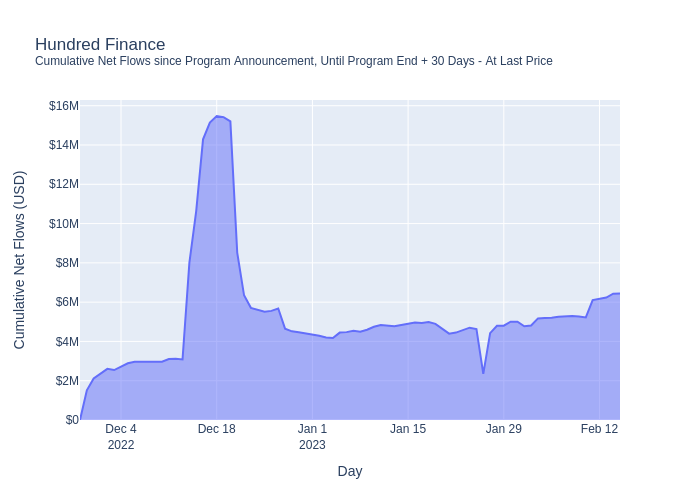 Hundred Finance
Cumulative Net Flows since Program Announcement, Until Program End + 30 Days - At Last Price
Cumulative Net Flows (USD)
$16M
$14M
$12M
$10M
$8M
$6M
$4M
$2M
$0
Dec 4
2022
Dec 18
Jan 1
2023
Jan 15
Jan 29
Feb 12
Day